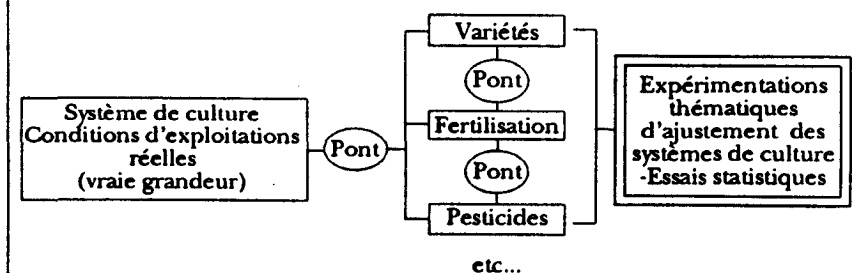 Système de culture
Conditions d'exploitations
réelles
(vraie grandeur)
Pont
Variétés
Pont
Fertilisation
Pont
Pesticides
etc...
Expérimentations
thématiques
d'ajustement des
systèmes de culture
-Essais statistiques